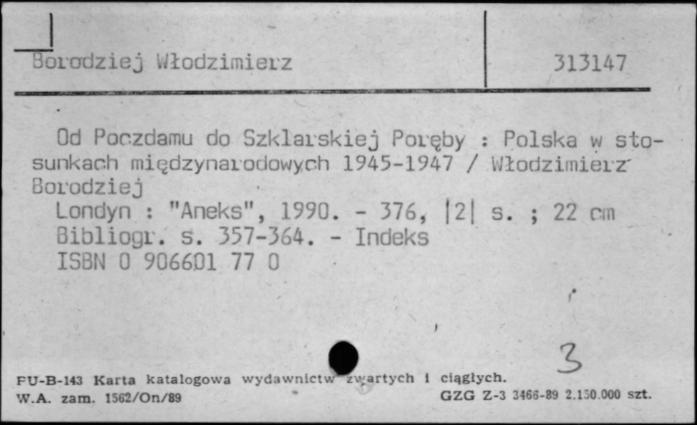 Borodziej Włodzimierz 313147
Od Poczdamu do Szklarskiej Poręby : Polska w sto-
sunkach międzynarodowych 1945-1947 / Włodzimierz
Borodziej
Londyn : "Aneks", 1990. - 376, |2| s. ; 22 cm
Bibliogr. s. 357-364. - Indeks
ISBN 0 906601 77 0
3
FU-B-143 Karta katalogowa wydawnictw zwartych i ciągłych.
W.A. zam. 1562/On/89 GZG Z-3 3466-89 2.150.000 szt.